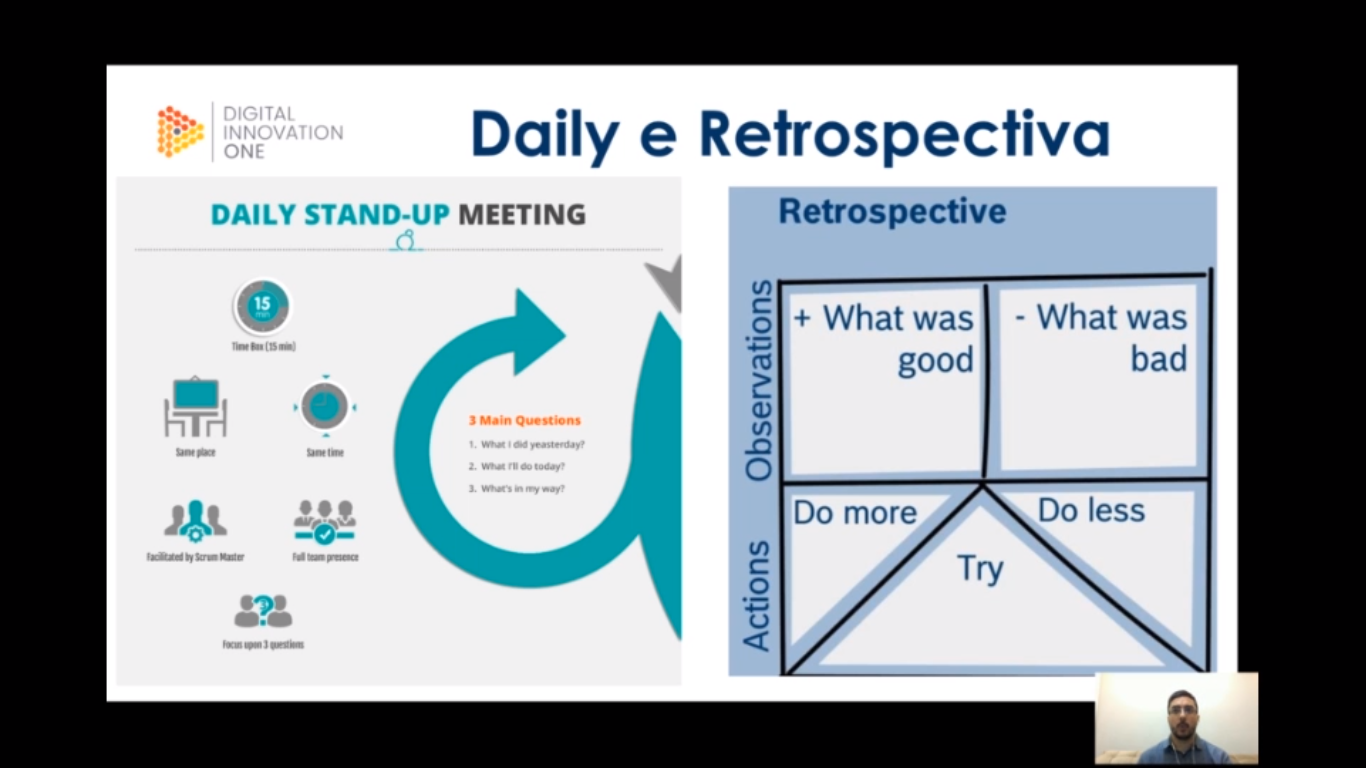 DIGITAL
INNOVATION
ONE
Daily e Retrospectiva
DAILY STAND-UP MEETING
15
min
Time Box (15 min)
Same place
Same time
Facilitated by Scrum Master
Full team presence
Focus upon 3 questions
3 Main Questions
1. What I did yeasterday?
2. What I'll do today?
3. What's in my way?
Retrospective
Observations
+ What was
good
- What was
bad
Actions
Do more
Try
Do less